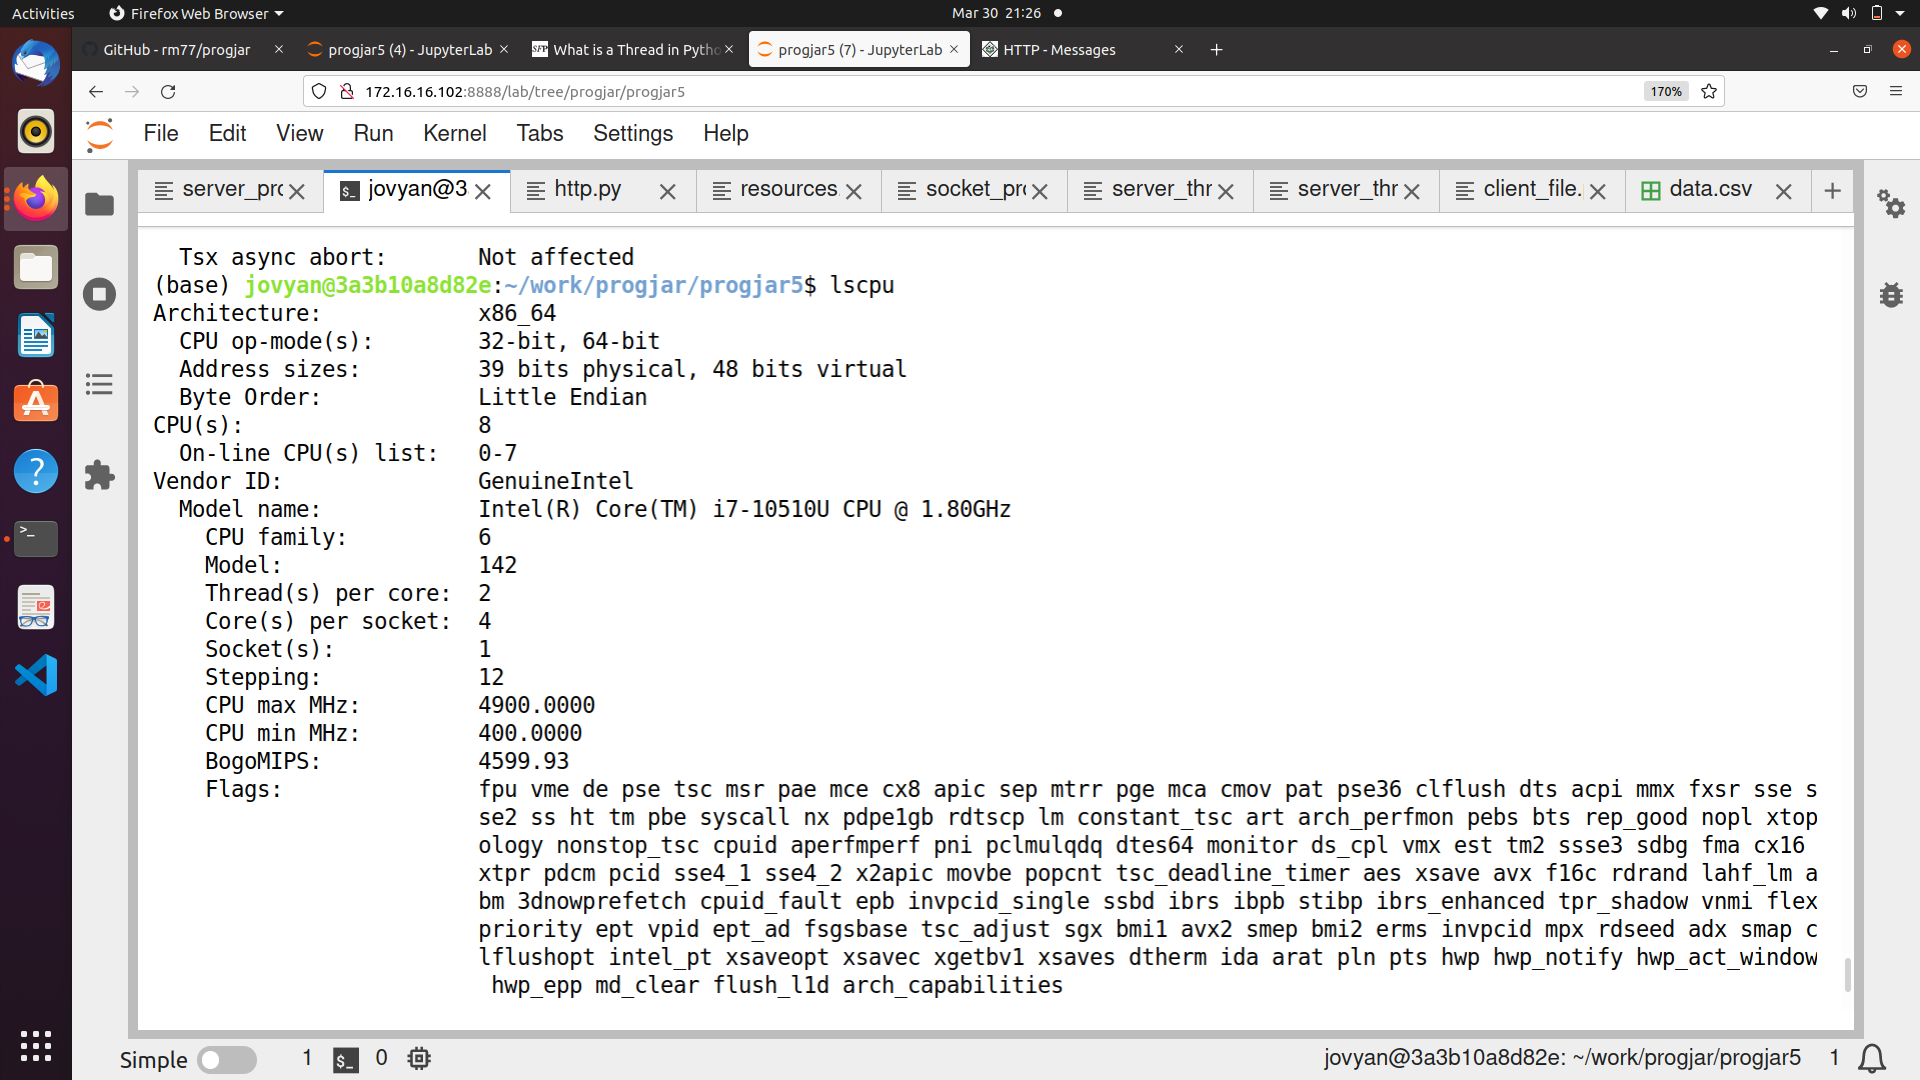 Activities
Firefox Web Browser
Mar 30 21:26
GitHub - rm77/progjar
progjar5 (4) - JupyterLab
SFP
What is a Thread in Pytho
progjar5 (7) - JupyterLab
HTTP - Messages
172.16.16.102:8888/lab/tree/progjar/progjar5
170%
File
Edit
View
Run
Kernel
Tabs
Settings
Help
server_pro
jovyan@3
http.py
resources
socket_pro
server_thr
server_thr
client_file.
data.csv
Tsx async abort: Not affected
(base) jovyan@3a3b10a8d82e:~/work/progjar/progjar5$ lscpu
Architecture: x86_64
CPU op-mode(s): 32-bit, 64-bit
Address sizes: 39 bits physical, 48 bits virtual
Byte Order: Little Endian
CPU(s): 8
On-line CPU(s) list: 0-7
Vendor ID: GenuineIntel
Model name: Intel(R) Core(TM) i7-10510U CPU @ 1.80GHz
CPU family: 6
Model: 142
Thread(s) per core: 2
Core(s) per socket: 4
Socket(s): 1
Stepping: 12
CPU max MHz: 4900.0000
CPU min MHz: 400.0000
BogoMIPS: 4599.93
Flags: fpu vme de pse tsc msr pae mce cx8 apic sep mtrr pge mca cmov pat pse36 clflush dts acpi mmx fxsr sse s
se2 ss ht tm pbe syscall nx pdpe1gb rdtscp lm constant_tsc art arch_perfmon pebs bts rep_good nopl xtop
ology nonstop_tsc cpuid aperfmperf pni pclmulqdq dtes64 monitor ds_cpl vmx est tm2 ssse3 sdbg fma cx16
xtpr pdcm pcid sse4_1 sse4_2 x2apic movbe popcnt tsc_deadline_timer aes xsave avx f16c rdrand lahf_lm a
bm 3dnowprefetch cpuid_fault epb invpcid_single ssbd ibrs ibpb stibp ibrs_enhanced tpr_shadow vnmi flex
priority ept vpid ept_ad fsgsbase tsc_adjust sgx bmi1 avx2 smep bmi2 erms invpcid mpx rdseed adx smap c
lflushopt intel_pt xsaveopt xsavec xgetbv1 xsaves dtherm ida arat pln pts hwp hwp_notify hwp_act_window
hwp_epp md_clear flush_l1d arch_capabilities
Simple
1
0
jovyan@3a3b10a8d82e: ~/work/progjar/progjar5
1